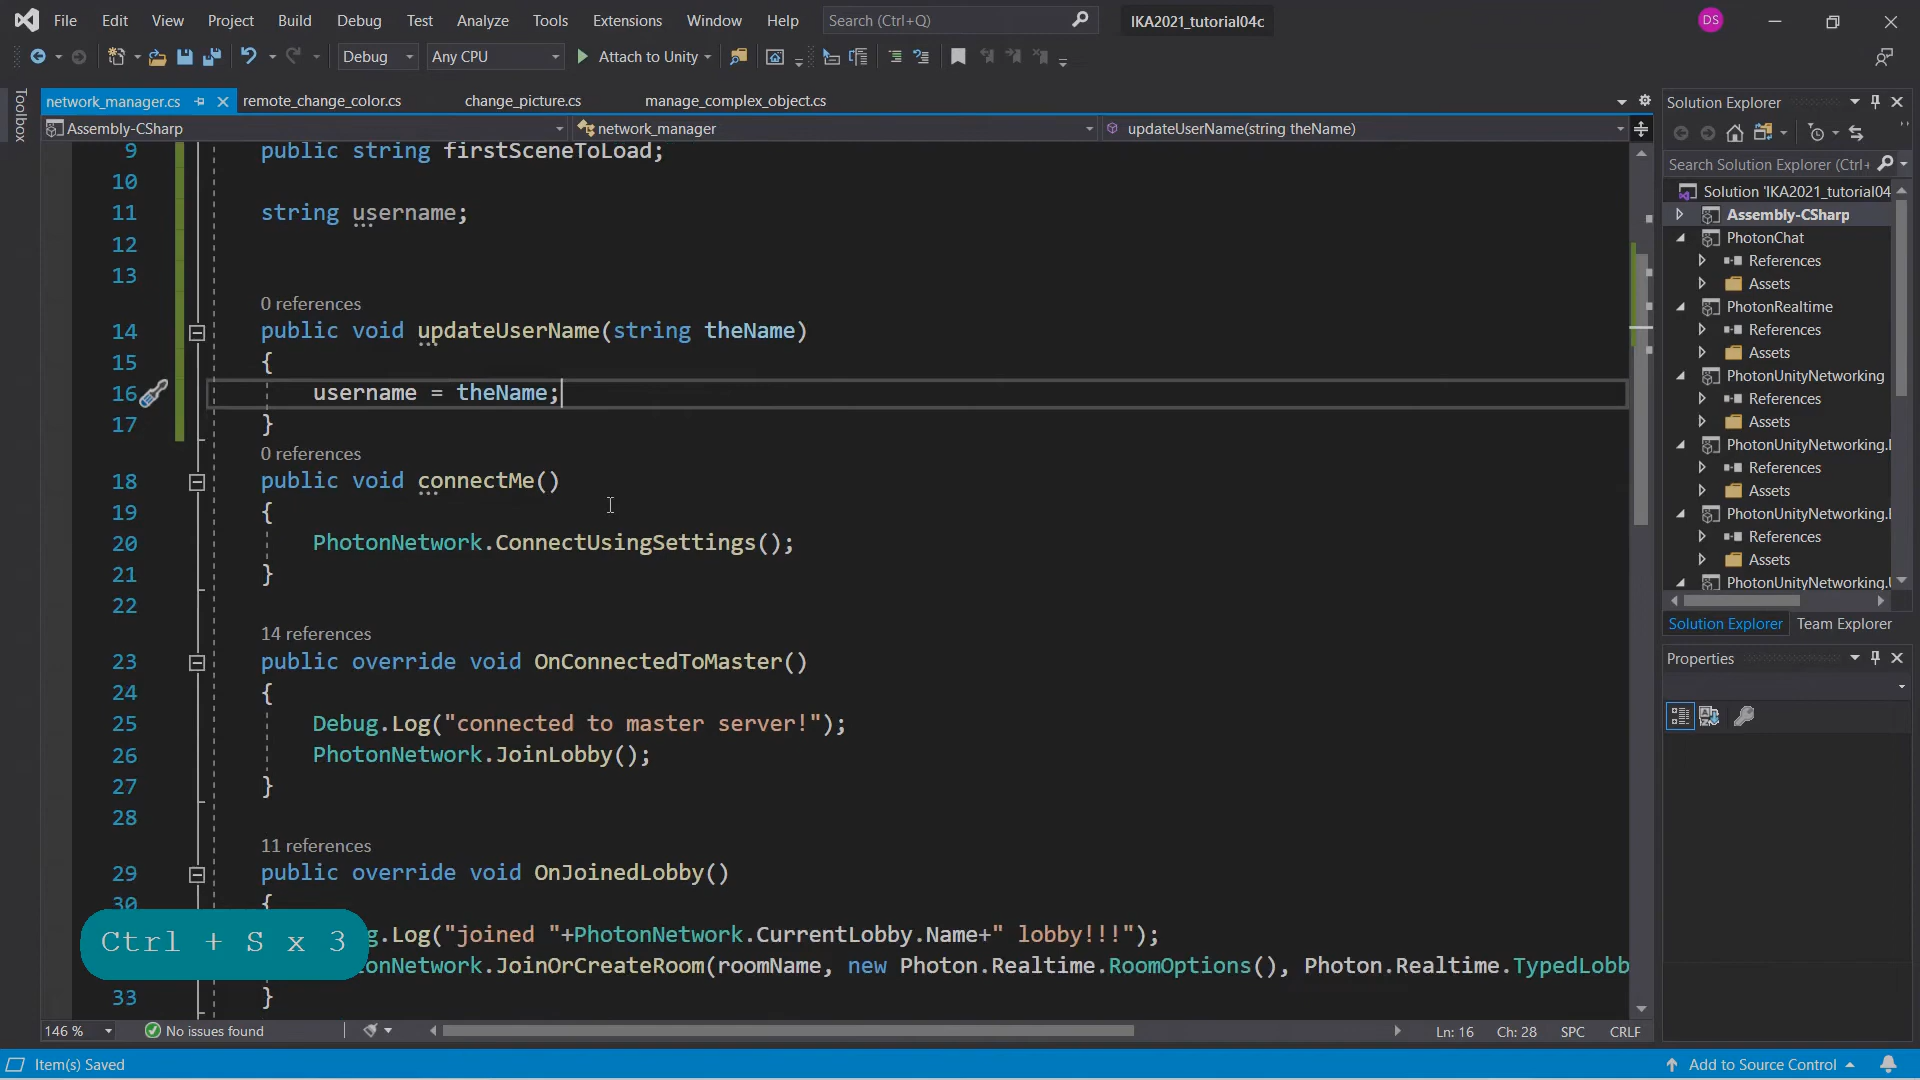 File Edit View Project Build Debug Test Analyze Tools Extensions Window Help Search (Ctrl+Q) IKA2021_tutorial04c DS
Debug Any CPU Attach to Unity
Toolbox
network_manager.cs remote_change_color.cs change_picture.cs manage_complex_object.cs
Assembly-CSharp network_manager updateUserName(string theName)
9 public string firstSceneToLoad;
10
11 string username;
12
13
0 references
14 public void updateUserName(string theName)
15 {
16 username = theName;
17 }
0 references
18 public void connectMe()
19 {
20 PhotonNetwork.ConnectUsingSettings();
21 }
22
14 references
23 public override void OnConnectedToMaster()
24 {
25 Debug.Log("connected to master server!");
26 PhotonNetwork.JoinLobby();
27 }
28
11 references
29 public override void OnJoinedLobby()
30 {
g.Log("joined "+PhotonNetwork.CurrentLobby.Name+" lobby!!!");
tonNetwork.JoinOrCreateRoom(roomName, new Photon.Realtime.RoomOptions(), Photon.Realtime.TypedLobb
33 }
Ctrl + S x 3
146 % No issues found Ln: 16 Ch: 28 SPC CRLF
Item(s) Saved Add to Source Control
Solution Explorer
Search Solution Explorer (Ctrl+
Solution 'IKA2021_tutorial04
Assembly-CSharp
PhotonChat
References
Assets
PhotonRealtime
References
Assets
PhotonUnityNetworking
References
Assets
PhotonUnityNetworking.
References
Assets
PhotonUnityNetworking.
References
Assets
PhotonUnityNetworking.
Solution Explorer Team Explorer
Properties